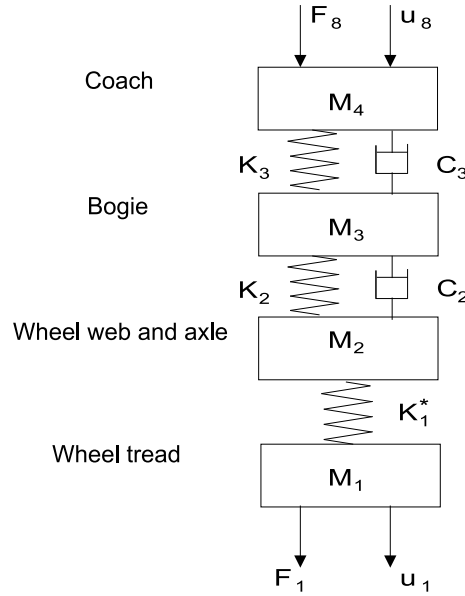 F₈ u₈
Coach
M₄
K₃ C₃
Bogie
M₃
K₂ C₂
Wheel web and axle
M₂
K₁*
Wheel tread
M₁
F₁ u₁